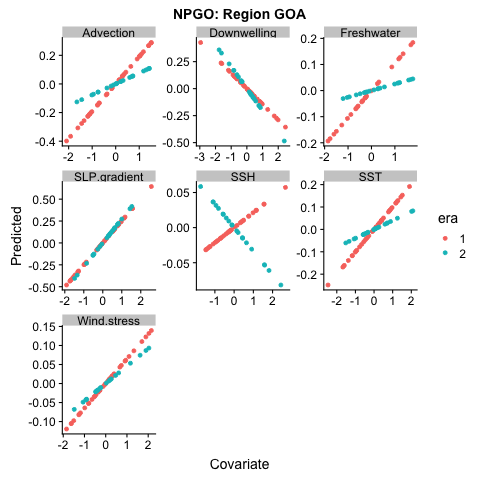 NPGO: Region GOA
Advection
Downwelling
Freshwater
0.2
0.0
-0.2
-0.4
-1 0 1
0.25
0.00
-0.25
-0.50
-3 -2 -1 0 1 2
0.2
0.1
0.0
-0.1
-0.2
-1 0 1
SLP.gradient
SSH
SST
0.50
0.25
0.00
-0.25
-0.50
-2 -1 0 1 2
0.05
0.00
-0.05
-1 0 1 2
0.2
0.1
0.0
-0.1
-0.2
-2 -1 0 1 2
Wind.stress
0.15
0.10
0.05
0.00
-0.05
-0.10
-2 -1 0 1 2
Predicted
Covariate
era
1
2